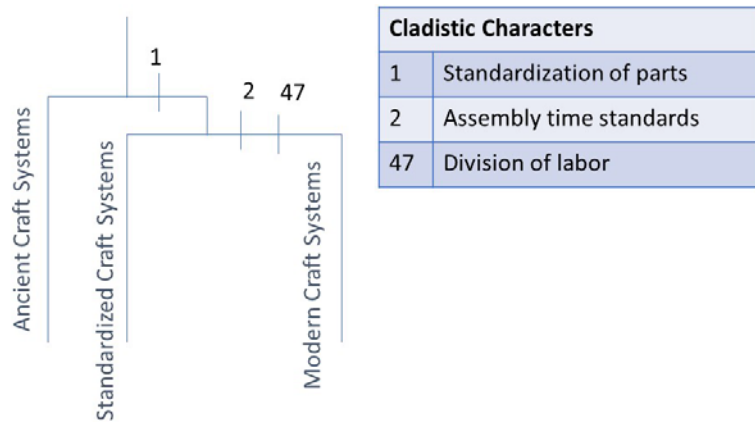 1
2 47
Ancient Craft Systems
Standardized Craft Systems
Modern Craft Systems
Cladistic Characters
1 Standardization of parts
2 Assembly time standards
47 Division of labor